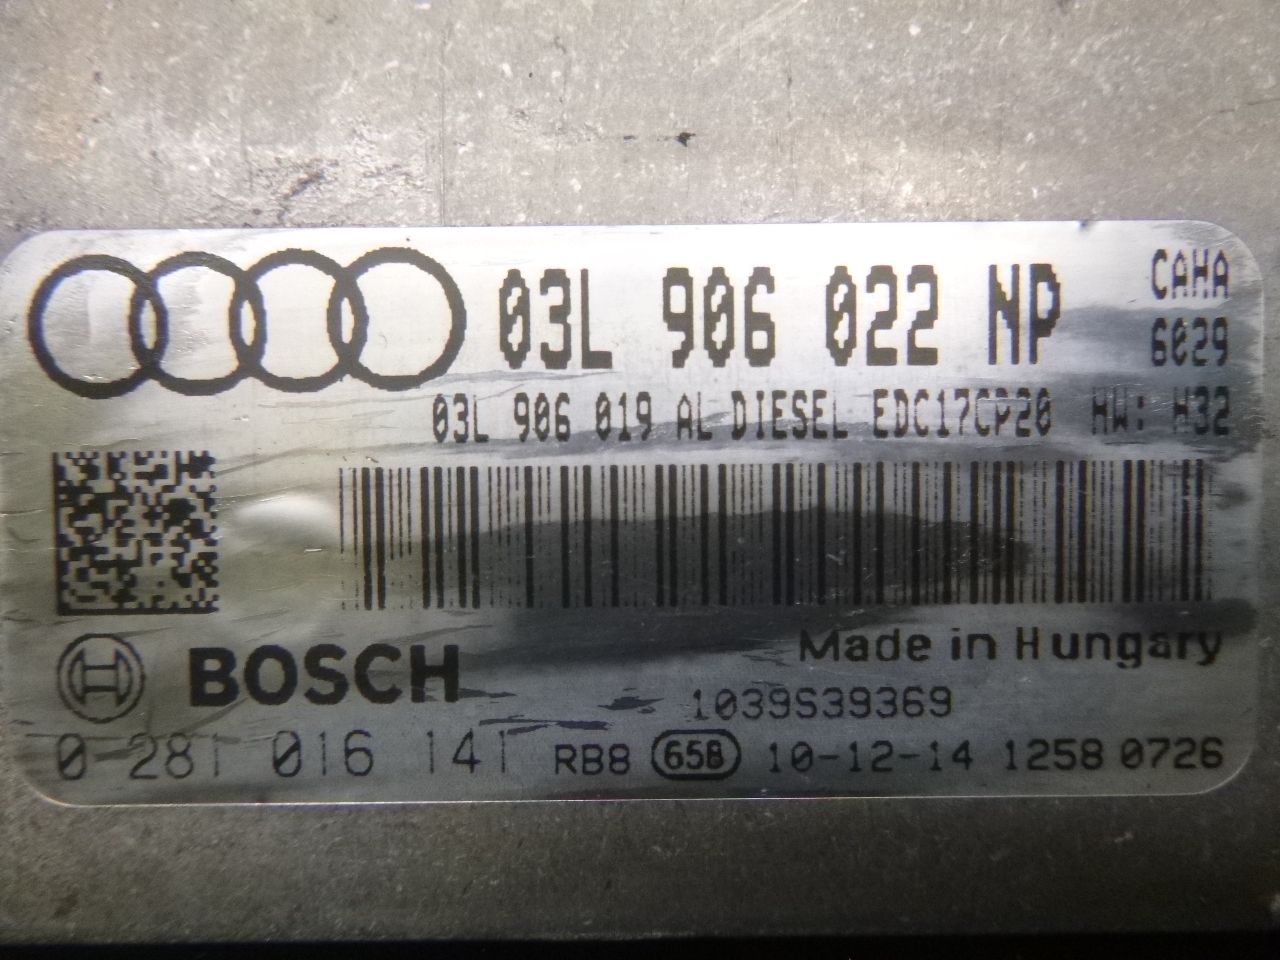 03L 906 022 NP CAHA
6029
03L 906 019 AL DIESEL EDC17CP20 HW: H32
BOSCH Made in Hungary
1039S39369
0 281 016 141 RB8 65B 10-12-14 1258 0726